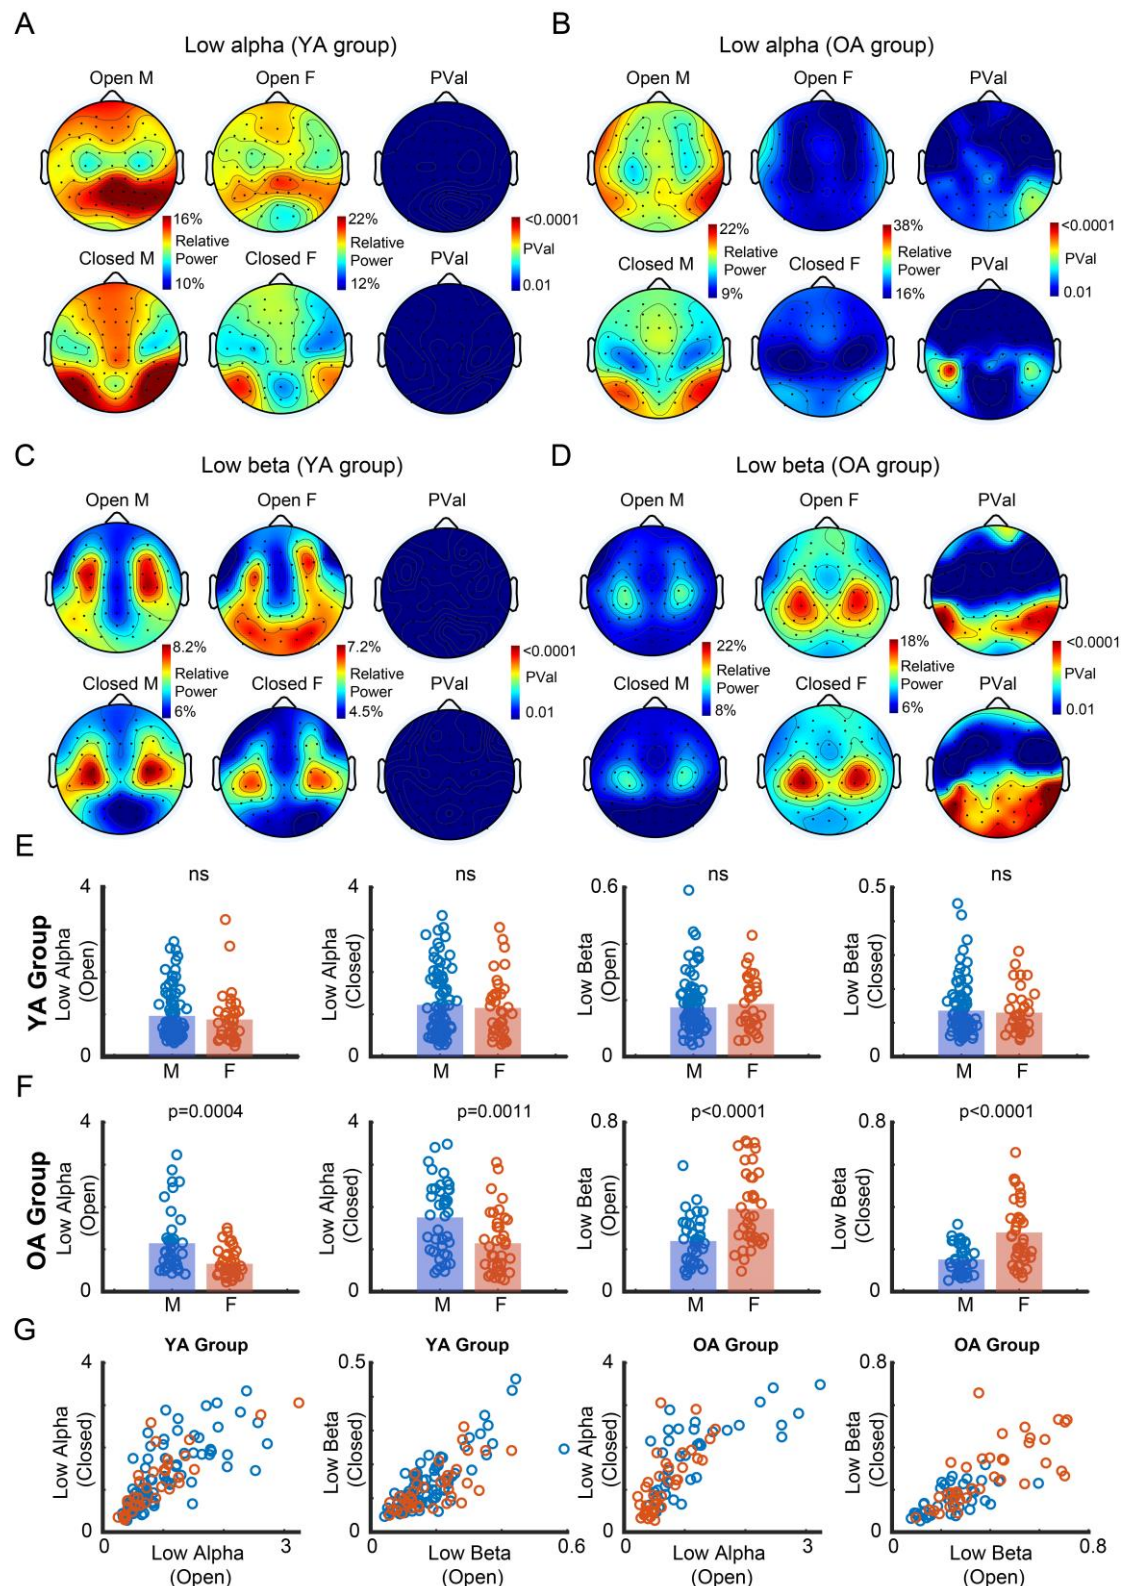 A
B
Low alpha (YA group)
Low alpha (OA group)
Open M
Open F
PVal
Open M
Open F
PVal
16%
Relative
Power
10%
22%
Relative
Power
12%
<0.0001
PVal
0.01
22%
Relative
Power
9%
38%
Relative
Power
16%
<0.0001
PVal
0.01
Closed M
Closed F
PVal
Closed M
Closed F
PVal
C
D
Low beta (YA group)
Low beta (OA group)
Open M
Open F
PVal
Open M
Open F
PVal
8.2%
Relative
Power
6%
7.2%
Relative
Power
4.5%
<0.0001
PVal
0.01
22%
Relative
Power
8%
18%
Relative
Power
6%
<0.0001
PVal
0.01
Closed M
Closed F
PVal
Closed M
Closed F
PVal
E
YA Group
ns
4
Low Alpha
(Open)
0
M
F
ns
4
Low Alpha
(Closed)
0
M
F
ns
0.6
Low Beta
(Open)
0
M
F
ns
0.5
Low Beta
(Closed)
0
M
F
F
OA Group
p=0.0004
4
Low Alpha
(Open)
0
M
F
p=0.0011
4
Low Alpha
(Closed)
0
M
F
p<0.0001
0.8
Low Beta
(Open)
0
M
F
p<0.0001
0.8
Low Beta
(Closed)
0
M
F
G
YA Group
4
Low Alpha
(Closed)
0
0
3
Low Alpha
(Open)
YA Group
0.5
Low Beta
(Closed)
0
0
0.6
Low Beta
(Open)
OA Group
4
Low Alpha
(Closed)
0
0
3
Low Alpha
(Open)
OA Group
0.8
Low Beta
(Closed)
0
0
0.8
Low Beta
(Open)